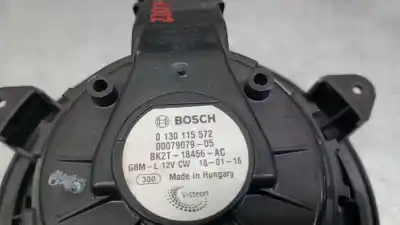 BOSCH
0 130 115 572
00079079-05
BK2T-18456-AC
GBM-L 12V CW 18-01-16
300 Made in Hungary
Visteon